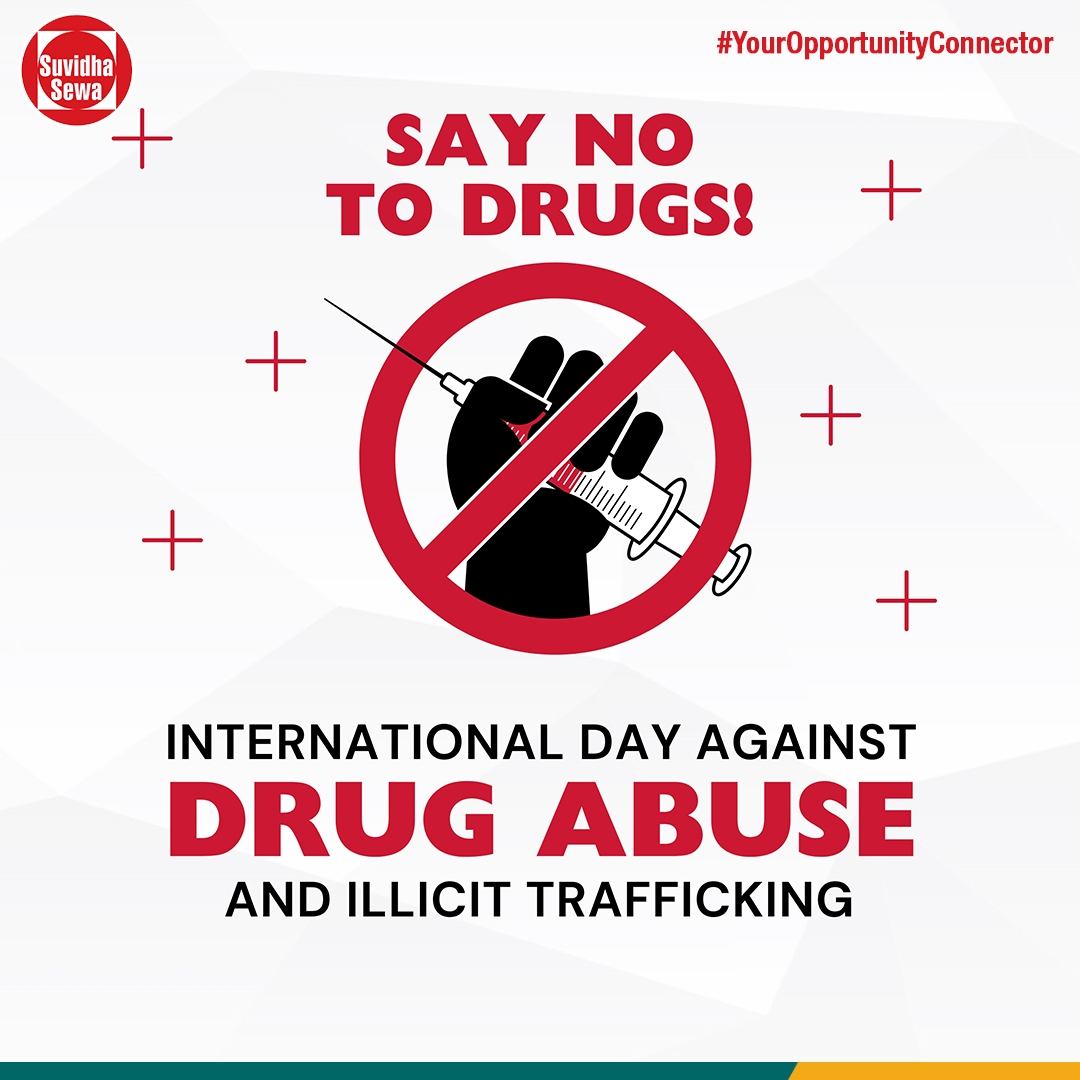 Suvidha
Sewa
#YourOpportunityConnector
SAY NO
TO DRUGS!
INTERNATIONAL DAY AGAINST
DRUG ABUSE
AND ILLICIT TRAFFICKING